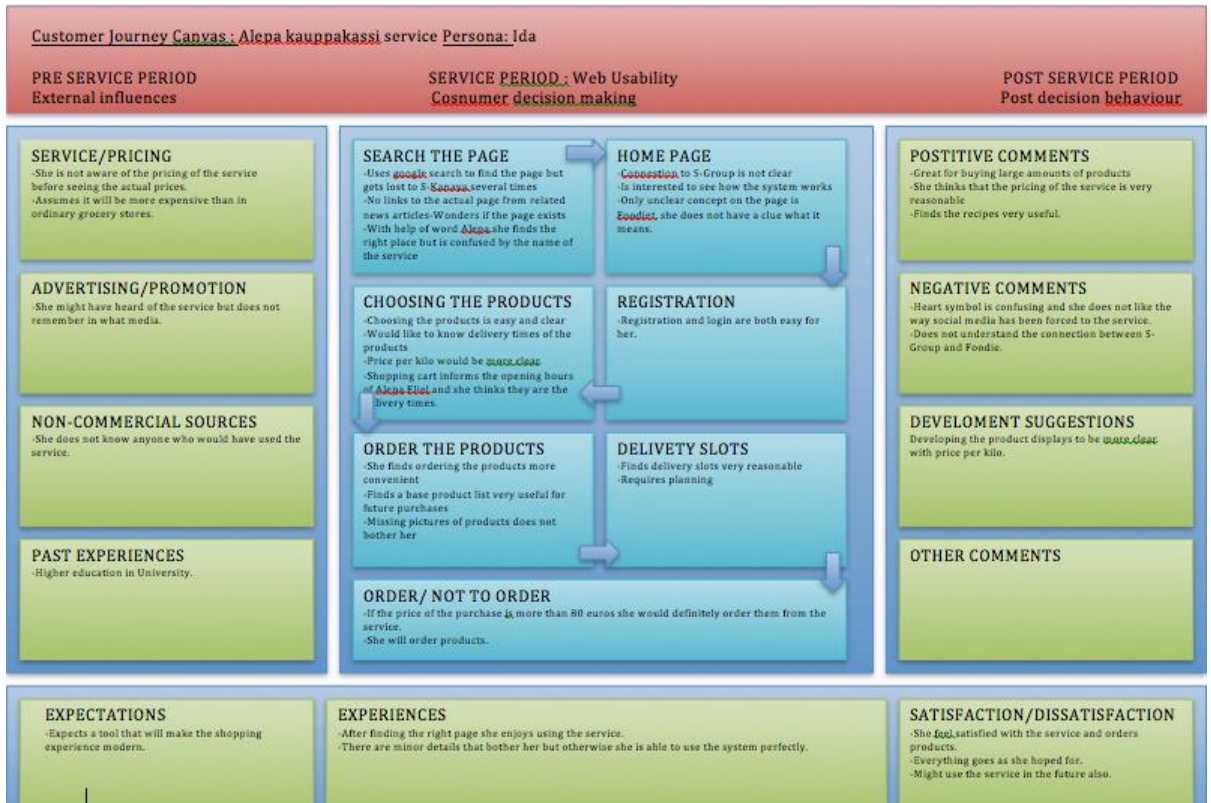 Customer Journey Canvas : Alepa kauppakassi service Persona: Ida
PRE SERVICE PERIOD
External influences
SERVICE PERIOD : Web Usability
Cosnumer decision making
POST SERVICE PERIOD
Post decision behaviour
SERVICE/PRICING
-She is not aware of the pricing of the service
before seeing the actual prices.
-Assumes it will be more expensive than in
ordinary grocery stores.
ADVERTISING/PROMOTION
-She might have heard of the service but does not
remember in what media.
NON-COMMERCIAL SOURCES
-She does not know anyone who would have used the
service.
PAST EXPERIENCES
-Higher education in University.
SEARCH THE PAGE
-Uses google search to find the page but
gets lost to S-Kanava several times
-No links to the actual page from related
news articles-Wonders if the page exists
-With help of word Alepa she finds the
right place but is confused by the name of
the service
HOME PAGE
-Connestion to S-Group is not clear
-Is interested to see how the system works
-Only unclear concept on the page is
Foodict, she does not have a clue what it
means.
REGISTRATION
-Registration and login are both easy for
her.
CHOOSING THE PRODUCTS
-Choosing the products is easy and clear
-Would like to know delivery times of the
products
-Price per kilo would be more clear
-Shopping cart informs the opening hours
of Alepa Eliel and she thinks they are the
livery times.
ORDER THE PRODUCTS
-She finds ordering the products more
convenient
-Finds a base product list very useful for
future purchases
-Missing pictures of products does not
bother her
DELIVETY SLOTS
-Finds delivery slots very reasonable
-Requires planning
ORDER/ NOT TO ORDER
-If the price of the purchase is more than 80 euros she would definitely order them from the
service.
-She will order products.
POSTITIVE COMMENTS
-Great for buying large amounts of products
-She thinks that the pricing of the service is very
reasonable
-Finds the recipes very useful.
NEGATIVE COMMENTS
-Heart symbol is confusing and she does not like the
way social media has been forced to the service.
-Does not understand the connection between S-
Group and Foodie.
DEVELOMENT SUGGESTIONS
Developing the product displays to be more clear
with price per kilo.
OTHER COMMENTS
EXPECTATIONS
-Expects a tool that will make the shopping
experience modern.
EXPERIENCES
-After finding the right page she enjoys using the service.
-There are minor details that bother her but otherwise she is able to use the system perfectly.
SATISFACTION/DISSATISFACTION
-She feel satisfied with the service and orders
products.
-Everything goes as she hoped for.
-Might use the service in the future also.